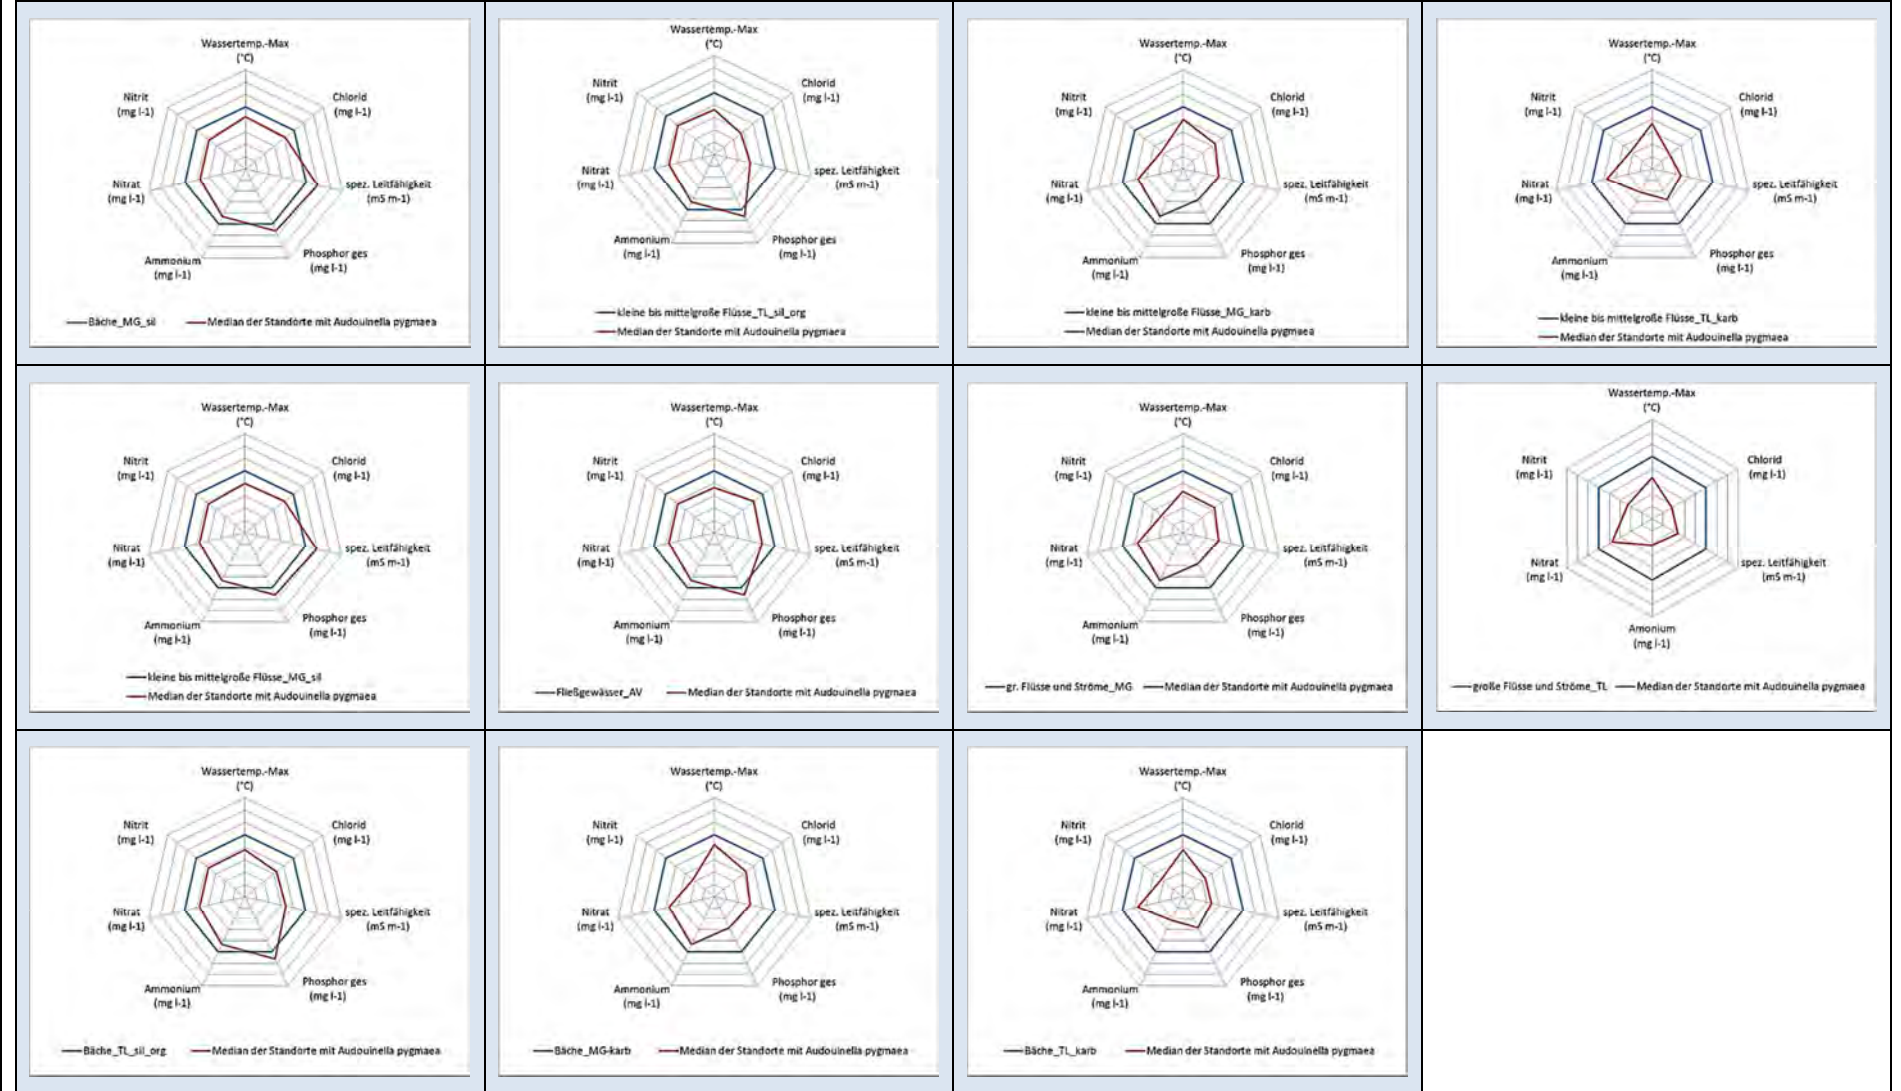 Wassertemp.-Max
(°C)
Nitrit
(mg l-1)
Chlorid
(mg l-1)
Nitrat
(mg l-1)
spez. Leitfähigkeit
(mS m-1)
Ammonium
(mg l-1)
Phosphor ges
(mg l-1)
Bäche_MG_sil
Median der Standorte mit Audouinella pygmaea
Wassertemp.-Max
(°C)
Nitrit
(mg l-1)
Chlorid
(mg l-1)
Nitrat
(mg l-1)
spez. Leitfähigkeit
(mS m-1)
Ammonium
(mg l-1)
Phosphor ges
(mg l-1)
kleine bis mittelgroße Flüsse_TL_sil_org
Median der Standorte mit Audouinella pygmaea
Wassertemp.-Max
(°C)
Nitrit
(mg l-1)
Chlorid
(mg l-1)
Nitrat
(mg l-1)
spez. Leitfähigkeit
(mS m-1)
Ammonium
(mg l-1)
Phosphor ges
(mg l-1)
kleine bis mittelgroße Flüsse_MG_karb
Median der Standorte mit Audouinella pygmaea
Wassertemp.-Max
(°C)
Nitrit
(mg l-1)
Chlorid
(mg l-1)
Nitrat
(mg l-1)
spez. Leitfähigkeit
(mS m-1)
Ammonium
(mg l-1)
Phosphor ges
(mg l-1)
kleine bis mittelgroße Flüsse_TL_karb
Median der Standorte mit Audouinella pygmaea
Wassertemp.-Max
(°C)
Nitrit
(mg l-1)
Chlorid
(mg l-1)
Nitrat
(mg l-1)
spez. Leitfähigkeit
(mS m-1)
Ammonium
(mg l-1)
Phosphor ges
(mg l-1)
kleine bis mittelgroße Flüsse_MG_sil
Median der Standorte mit Audouinella pygmaea
Wassertemp.-Max
(°C)
Nitrit
(mg l-1)
Chlorid
(mg l-1)
Nitrat
(mg l-1)
spez. Leitfähigkeit
(mS m-1)
Ammonium
(mg l-1)
Phosphor ges
(mg l-1)
Fließgewässer_AV
Median der Standorte mit Audouinella pygmaea
Wassertemp.-Max
(°C)
Nitrit
(mg l-1)
Chlorid
(mg l-1)
Nitrat
(mg l-1)
spez. Leitfähigkeit
(mS m-1)
Ammonium
(mg l-1)
Phosphor ges
(mg l-1)
gr. Flüsse und Ströme_MG
Median der Standorte mit Audouinella pygmaea
Wassertemp.-Max
(°C)
Nitrit
(mg l-1)
Chlorid
(mg l-1)
Nitrat
(mg l-1)
spez. Leitfähigkeit
(mS m-1)
Amonium
(mg l-1)
große Flüsse und Ströme_TL
Median der Standorte mit Audouinella pygmaea
Wassertemp.-Max
(°C)
Nitrit
(mg l-1)
Chlorid
(mg l-1)
Nitrat
(mg l-1)
spez. Leitfähigkeit
(mS m-1)
Ammonium
(mg l-1)
Phosphor ges
(mg l-1)
Bäche_TL_sil_org
Median der Standorte mit Audouinella pygmaea
Wassertemp.-Max
(°C)
Nitrit
(mg l-1)
Chlorid
(mg l-1)
Nitrat
(mg l-1)
spez. Leitfähigkeit
(mS m-1)
Ammonium
(mg l-1)
Phosphor ges
(mg l-1)
Bäche_MG-karb
Median der Standorte mit Audouinella pygmaea
Wassertemp.-Max
(°C)
Nitrit
(mg l-1)
Chlorid
(mg l-1)
Nitrat
(mg l-1)
spez. Leitfähigkeit
(mS m-1)
Ammonium
(mg l-1)
Phosphor ges
(mg l-1)
Bäche_TL_karb
Median der Standorte mit Audouinella pygmaea